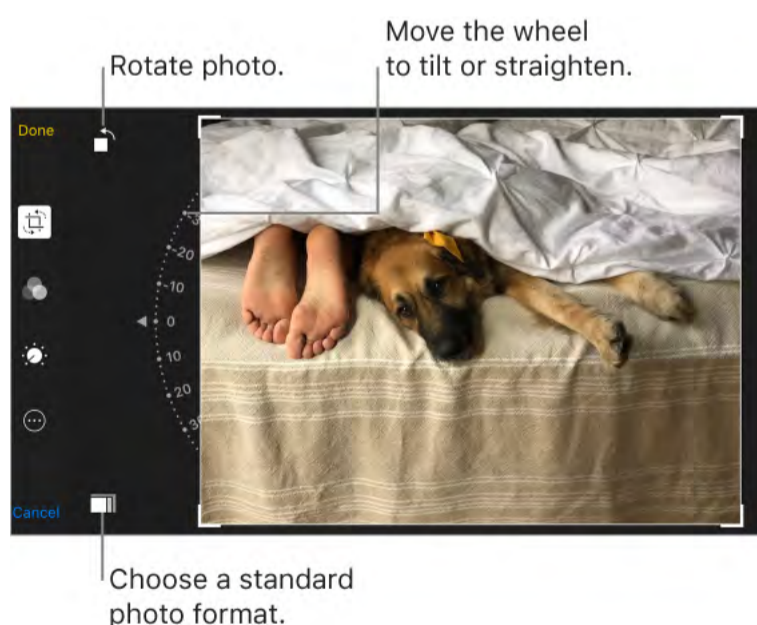 Move the wheel
to tilt or straighten.
Rotate photo.
Done
-20
-10
0
10
20
30
Cancel
Choose a standard
photo format.